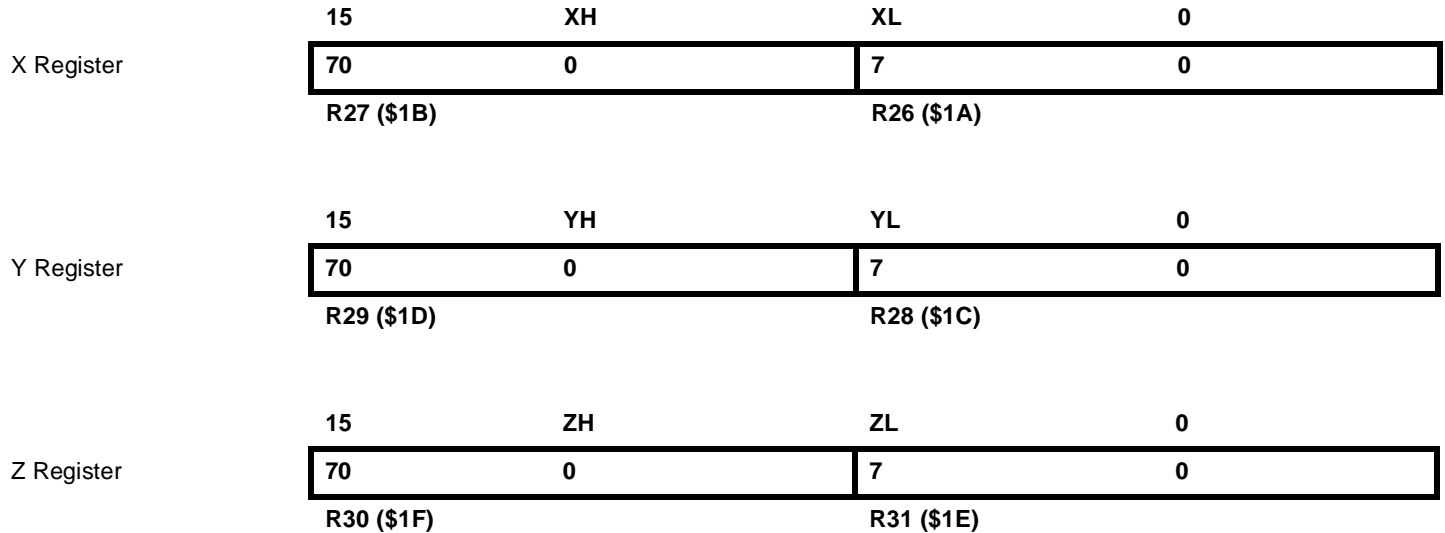 15 XH XL 0
X Register 70 0 7 0
R27 ($1B) R26 ($1A)
15 YH YL 0
Y Register 70 0 7 0
R29 ($1D) R28 ($1C)
15 ZH ZL 0
Z Register 70 0 7 0
R30 ($1F) R31 ($1E)